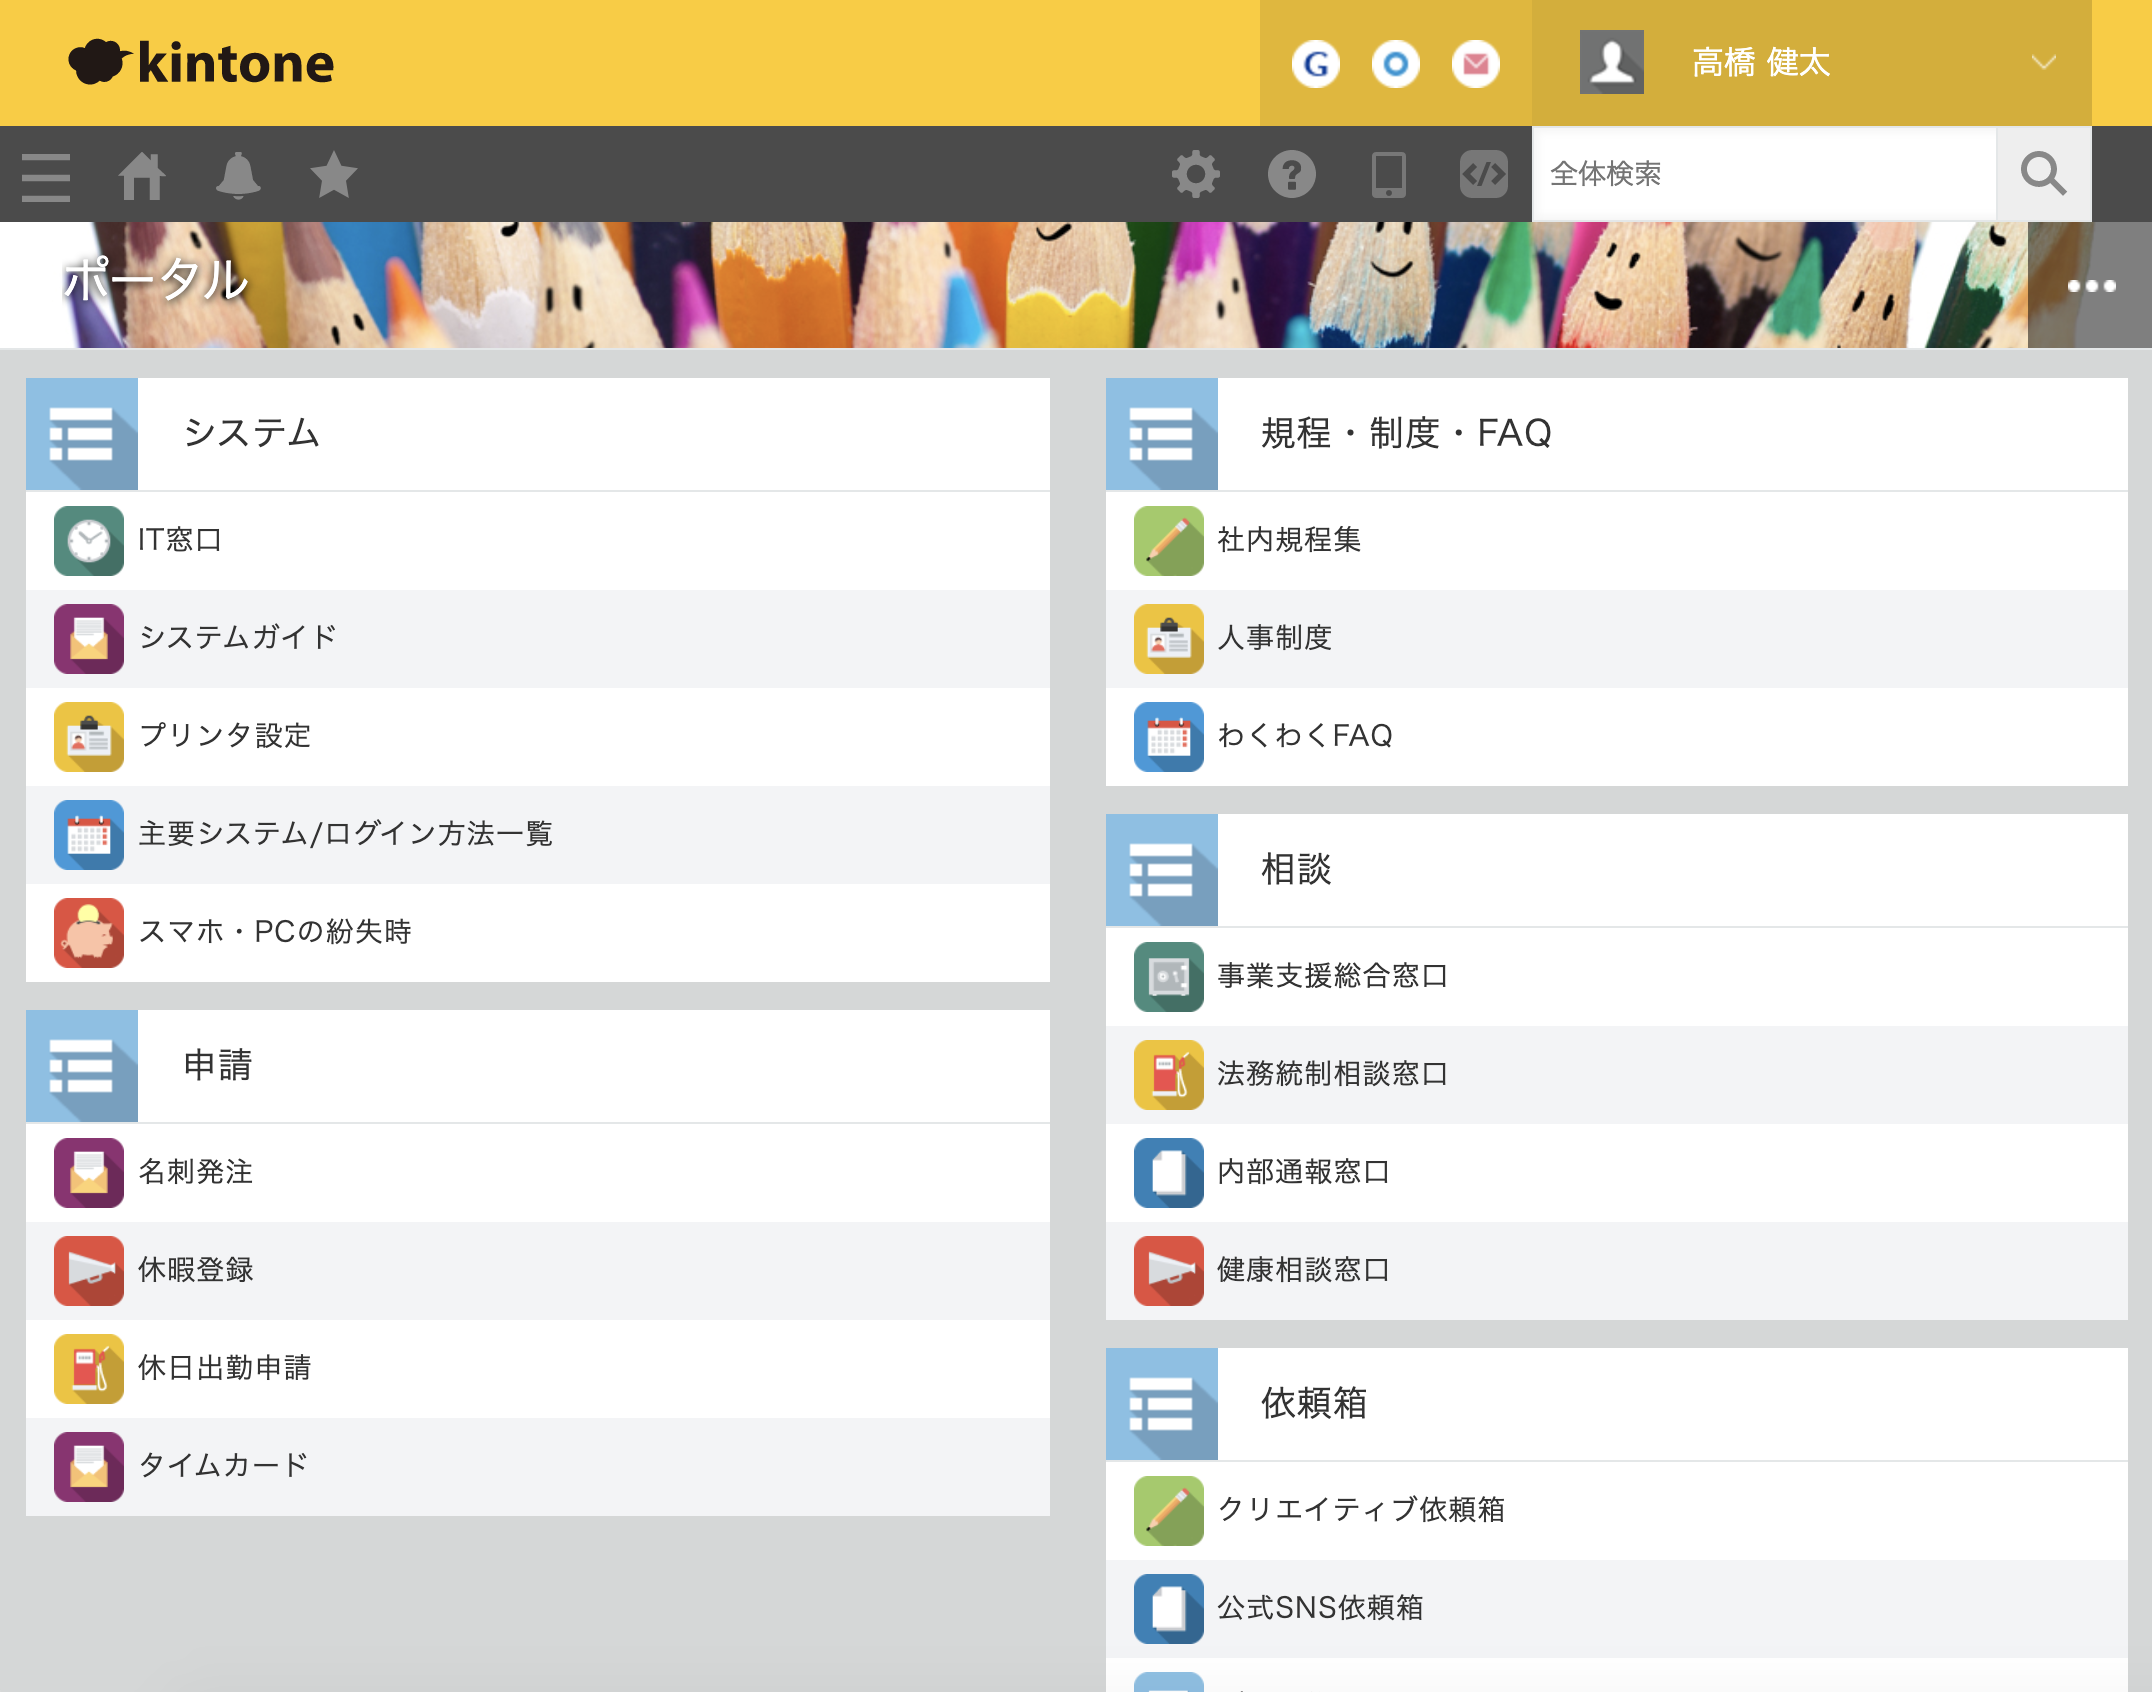 kintone
G
高橋 健太
全体検索
ポータル
システム
IT窓口
システムガイド
プリンタ設定
主要システム/ログイン方法一覧
スマホ・PCの紛失時
申請
名刺発注
休暇登録
休日出勤申請
タイムカード
規程・制度・FAQ
社内規程集
人事制度
わくわくFAQ
相談
事業支援総合窓口
法務統制相談窓口
内部通報窓口
健康相談窓口
依頼箱
クリエイティブ依頼箱
公式SNS依頼箱